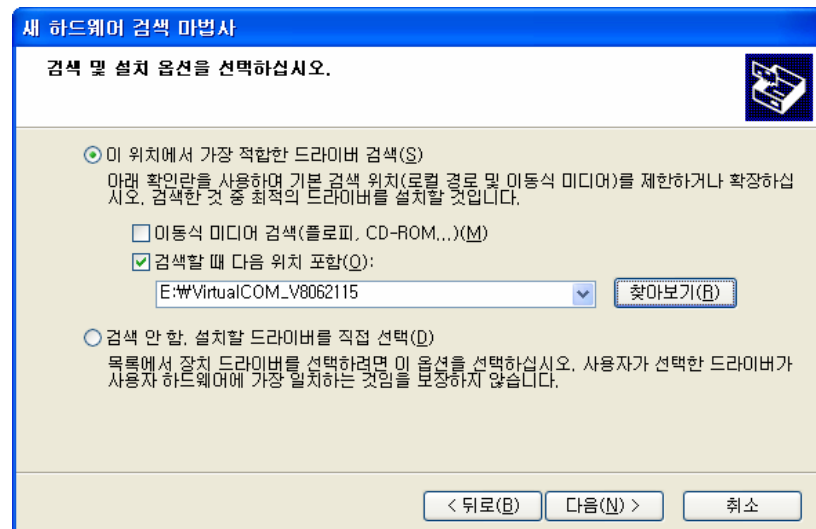 새 하드웨어 검색 마법사
검색 및 설치 옵션을 선택하십시오.
이 위치에서 가장 적합한 드라이버 검색(S)
아래 확인란을 사용하여 기본 검색 위치(로컬 경로 및 이동식 미디어)를 제한하거나 확장하십
시오. 검색한 것 중 최적의 드라이버를 설치할 것입니다.
이동식 미디어 검색(플로피, CD-ROM...)(M)
검색할 때 다음 위치 포함(O):
E:₩VirtualCOM_V8062115
찾아보기(R)
검색 안 함. 설치할 드라이버를 직접 선택(D)
목록에서 장치 드라이버를 선택하려면 이 옵션을 선택하십시오. 사용자가 선택한 드라이버가
사용자 하드웨어에 가장 일치하는 것임을 보장하지 않습니다.
< 뒤로(B) 다음(N) > 취소